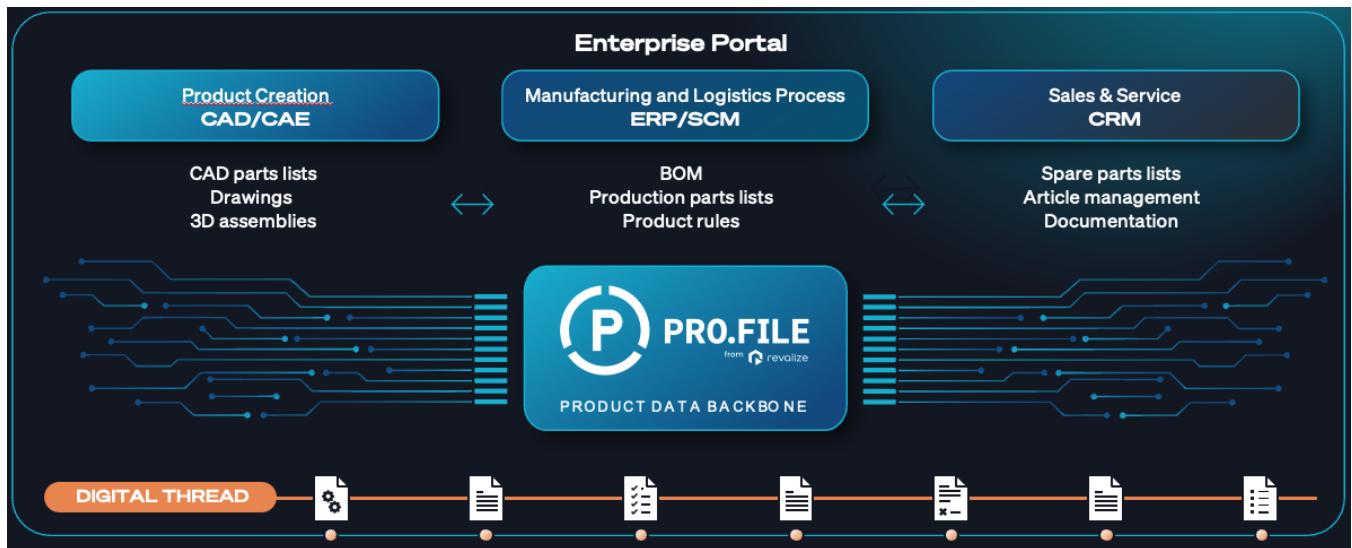 Enterprise Portal
Product Creation
CAD/CAE
CAD parts lists
Drawings
3D assemblies
Manufacturing and Logistics Process
ERP/SCM
BOM
Production parts lists
Product rules
Sales & Service
CRM
Spare parts lists
Article management
Documentation
P
PRO.FILE
from revalize
PRODUCT DATA BACKBONE
DIGITAL THREAD